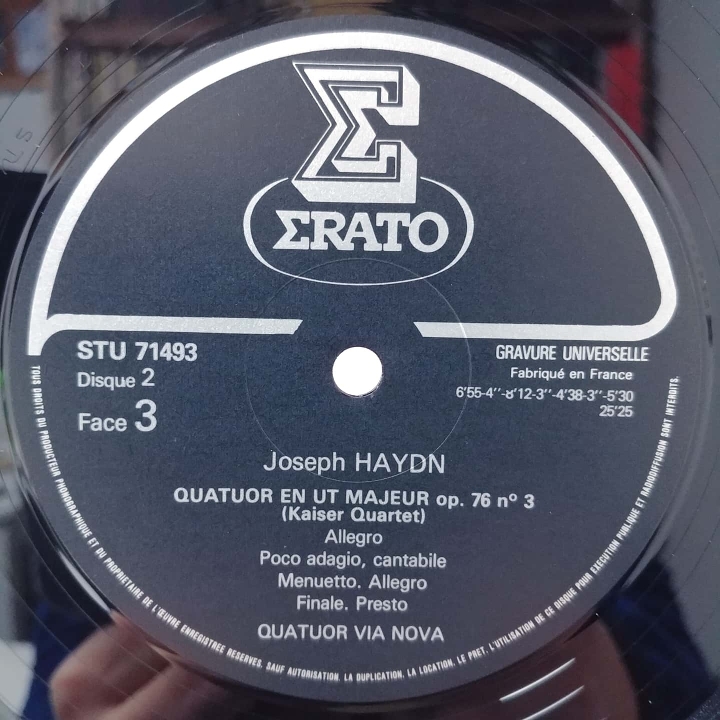 ΣRATO
STU 71493
Disque 2
Face 3
GRAVURE UNIVERSELLE
Fabriqué en France
6'55-4''-8'12-3''-4'38-3''-5'30
25'25
Joseph HAYDN
QUATUOR EN UT MAJEUR op. 76 nº 3
(Kaiser Quartet)
Allegro
Poco adagio, cantabile
Menuetto. Allegro
Finale. Presto
QUATUOR VIA NOVA
TOUS DROITS DU PRODUCTEUR PHONOGRAPHIQUE ET DU PROPRIETAIRE DE L'ŒUVRE ENREGISTREE RESERVES. SAUF AUTORISATION, LA DUPLICATION, LA LOCATION, LE PRET, L'UTILISATION DE CE DISQUE POUR EXECUTION PUBLIQUE ET RADIODIFFUSION SONT INTERDITS.